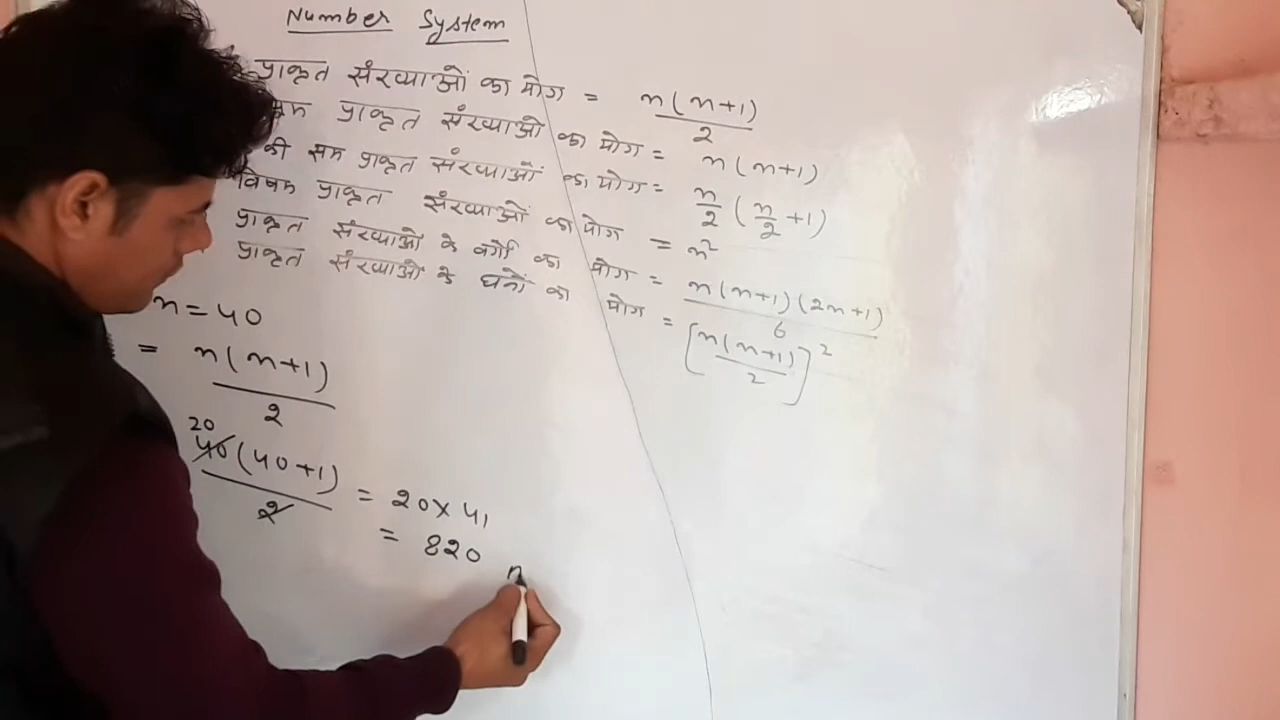 Number System
प्राकृत संख्याओं का योग = n(n+1)/2
प्राकृत संख्याओ का योग = n(n+1)
की सम प्राकृत संख्याओं का योग = n/2 (n/2 +1)
विषम प्राकृत संख्याओं का योग = n²
प्राकृत संख्याओ के वर्गों का योग = n(n+1)(2n+1)/6
प्राकृत संख्याओं के घनों का योग = [n(n+1)/2]²
n = 40
= n(n+1)/2
20
40(40+1)/2 = 20×41
= 820